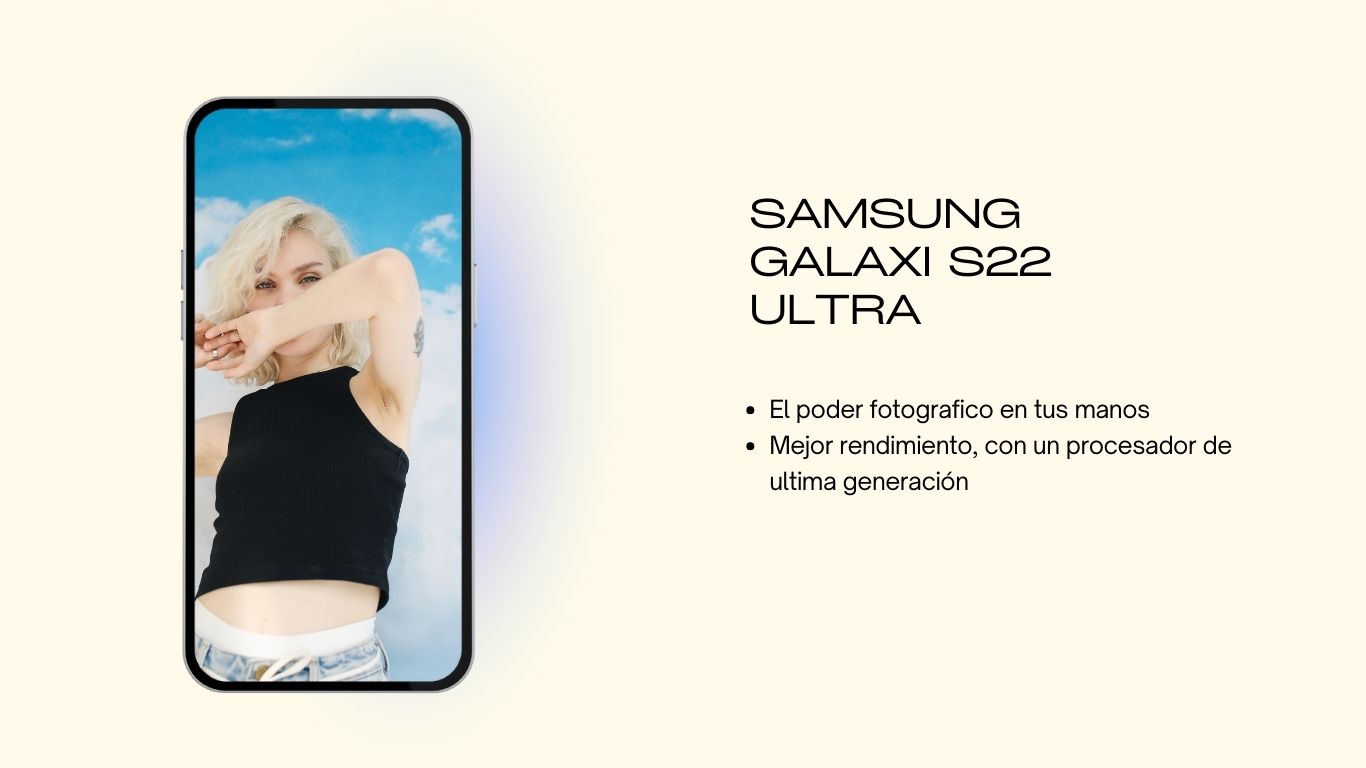 SAMSUNG
GALAXI S22
ULTRA
• El poder fotografico en tus manos
• Mejor rendimiento, con un procesador de
ultima generación